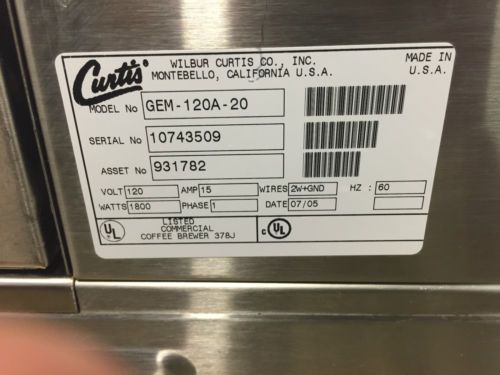 Curtis
WILBUR CURTIS CO., INC.
MONTEBELLO, CALIFORNIA U.S.A.
MADE IN
U.S.A.
MODEL No GEM-120A-20
SERIAL No 10743509
ASSET No 931782
VOLT 120 AMP 15 WIRES 2W+GND HZ : 60
WATTS 1800 PHASE 1 DATE 07/05
UL LISTED
COMMERCIAL
COFFEE BREWER 378J
c UL